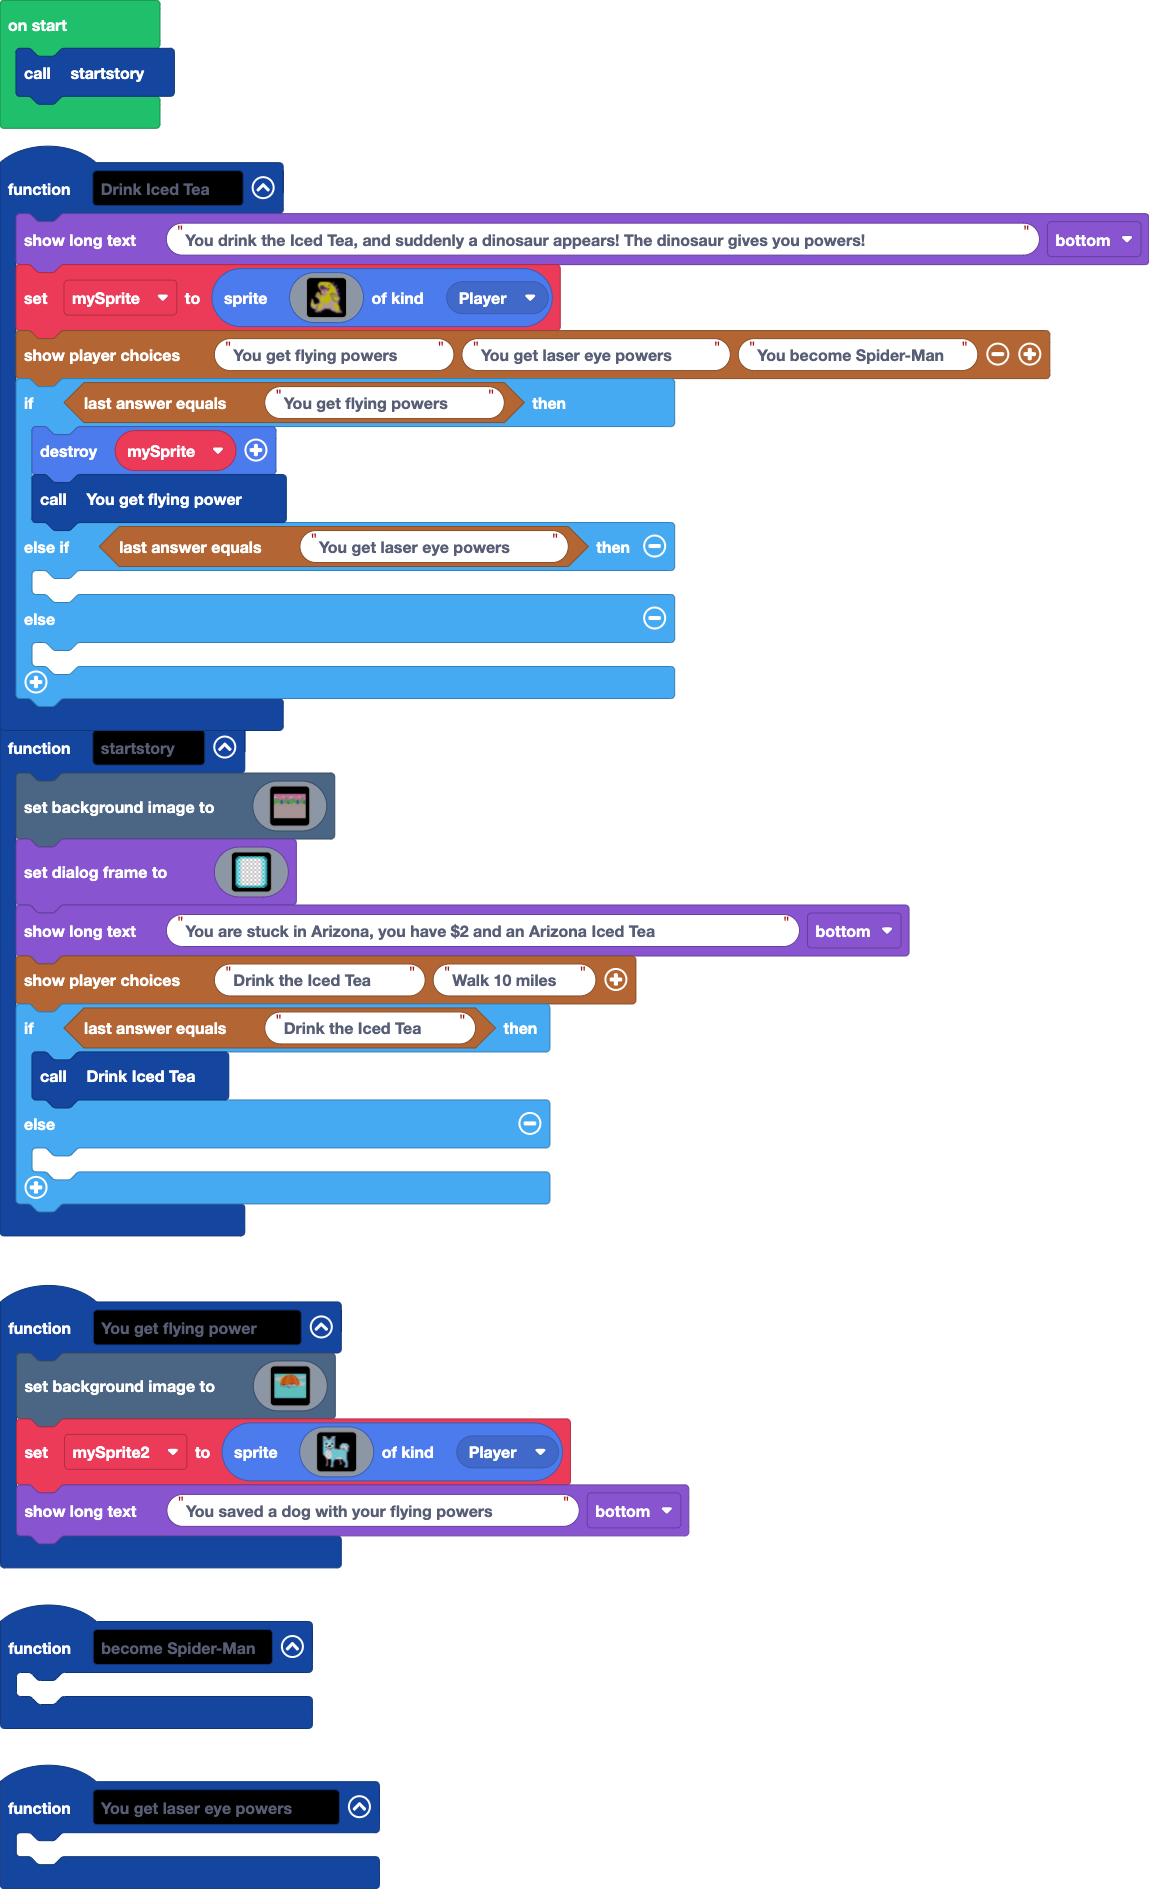 on start
call startstory
function Drink Iced Tea
show long text "You drink the Iced Tea, and suddenly a dinosaur appears! The dinosaur gives you powers!" bottom
set mySprite to sprite of kind Player
show player choices "You get flying powers" "You get laser eye powers" "You become Spider-Man"
if last answer equals "You get flying powers" then
destroy mySprite
call You get flying power
else if last answer equals "You get laser eye powers" then
else
function startstory
set background image to
set dialog frame to
show long text "You are stuck in Arizona, you have $2 and an Arizona Iced Tea" bottom
show player choices "Drink the Iced Tea" "Walk 10 miles"
if last answer equals "Drink the Iced Tea" then
call Drink Iced Tea
else
function You get flying power
set background image to
set mySprite2 to sprite of kind Player
show long text "You saved a dog with your flying powers" bottom
function become Spider-Man
function You get laser eye powers